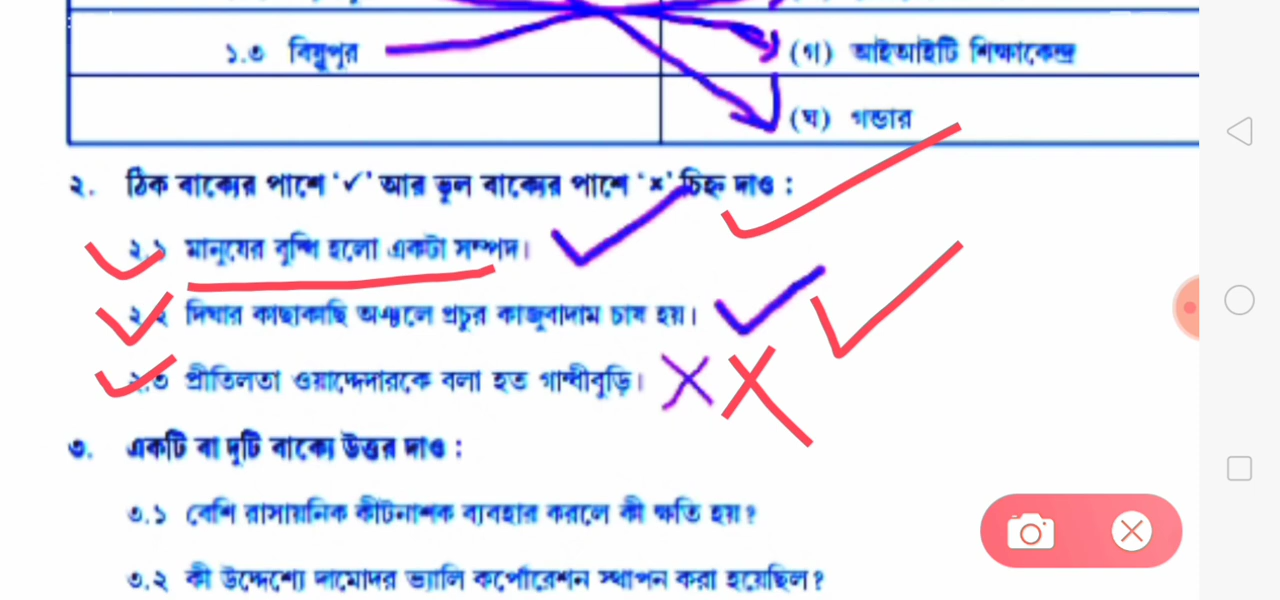 ১.৩ বিষ্ণুপুর
(গ) আইআইটি শিক্ষাকেন্দ্র
(ঘ) গন্ডার
২. ঠিক বাক্যের পাশে '✓' আর ভুল বাক্যের পাশে '×' চিহ্ন দাও :
২.১ মানুষের বুদ্ধি হলো একটা সম্পদ।
২.২ দিঘার কাছাকাছি অঞ্চলে প্রচুর কাজুবাদাম চাষ হয়।
২.৩ প্রীতিলতা ওয়াদ্দেদারকে বলা হত গান্ধীবুড়ি।
৩. একটি বা দুটি বাক্যে উত্তর দাও :
৩.১ বেশি রাসায়নিক কীটনাশক ব্যবহার করলে কী ক্ষতি হয়?
৩.২ কী উদ্দেশ্যে দামোদর ভ্যালি কর্পোরেশন স্থাপন করা হয়েছিল?